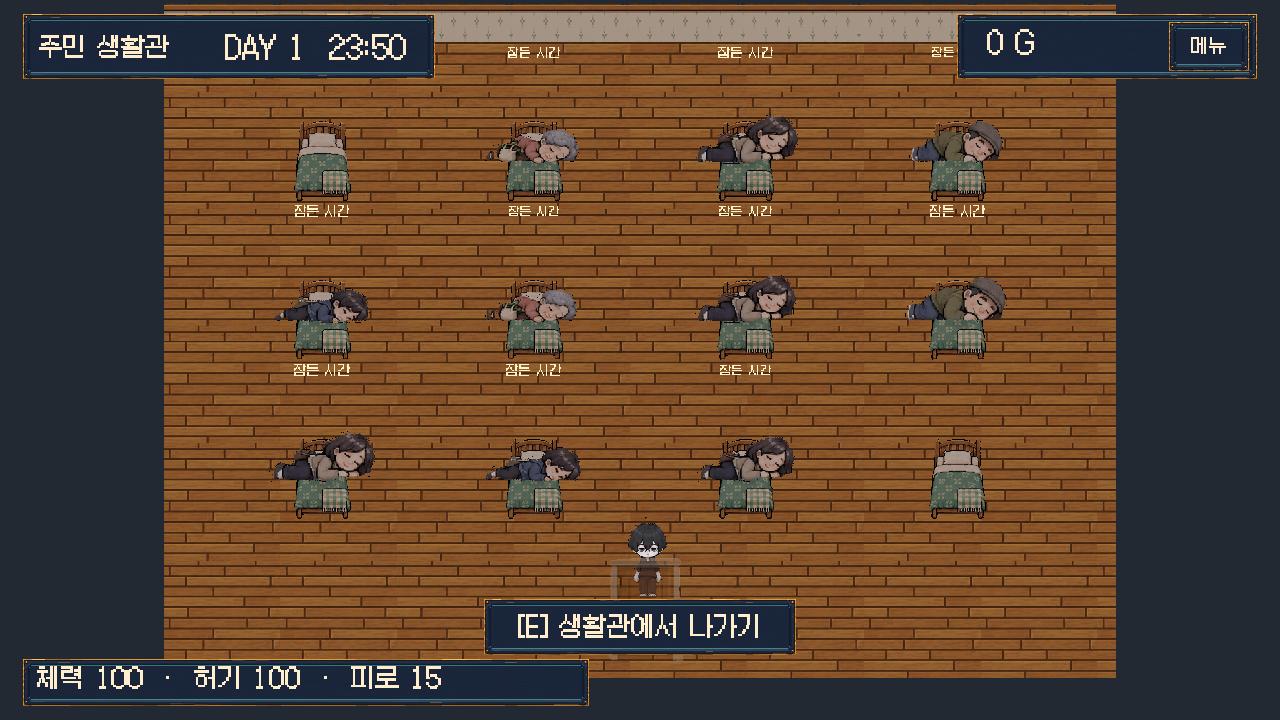 주민 생활관 DAY 1 23:50
0 G
메뉴
잠든 시간 잠든 시간 잠든
잠든 시간 잠든 시간 잠든 시간 잠든 시간
잠든 시간 잠든 시간 잠든 시간
[E] 생활관에서 나가기
체력 100 · 허기 100 · 피로 15